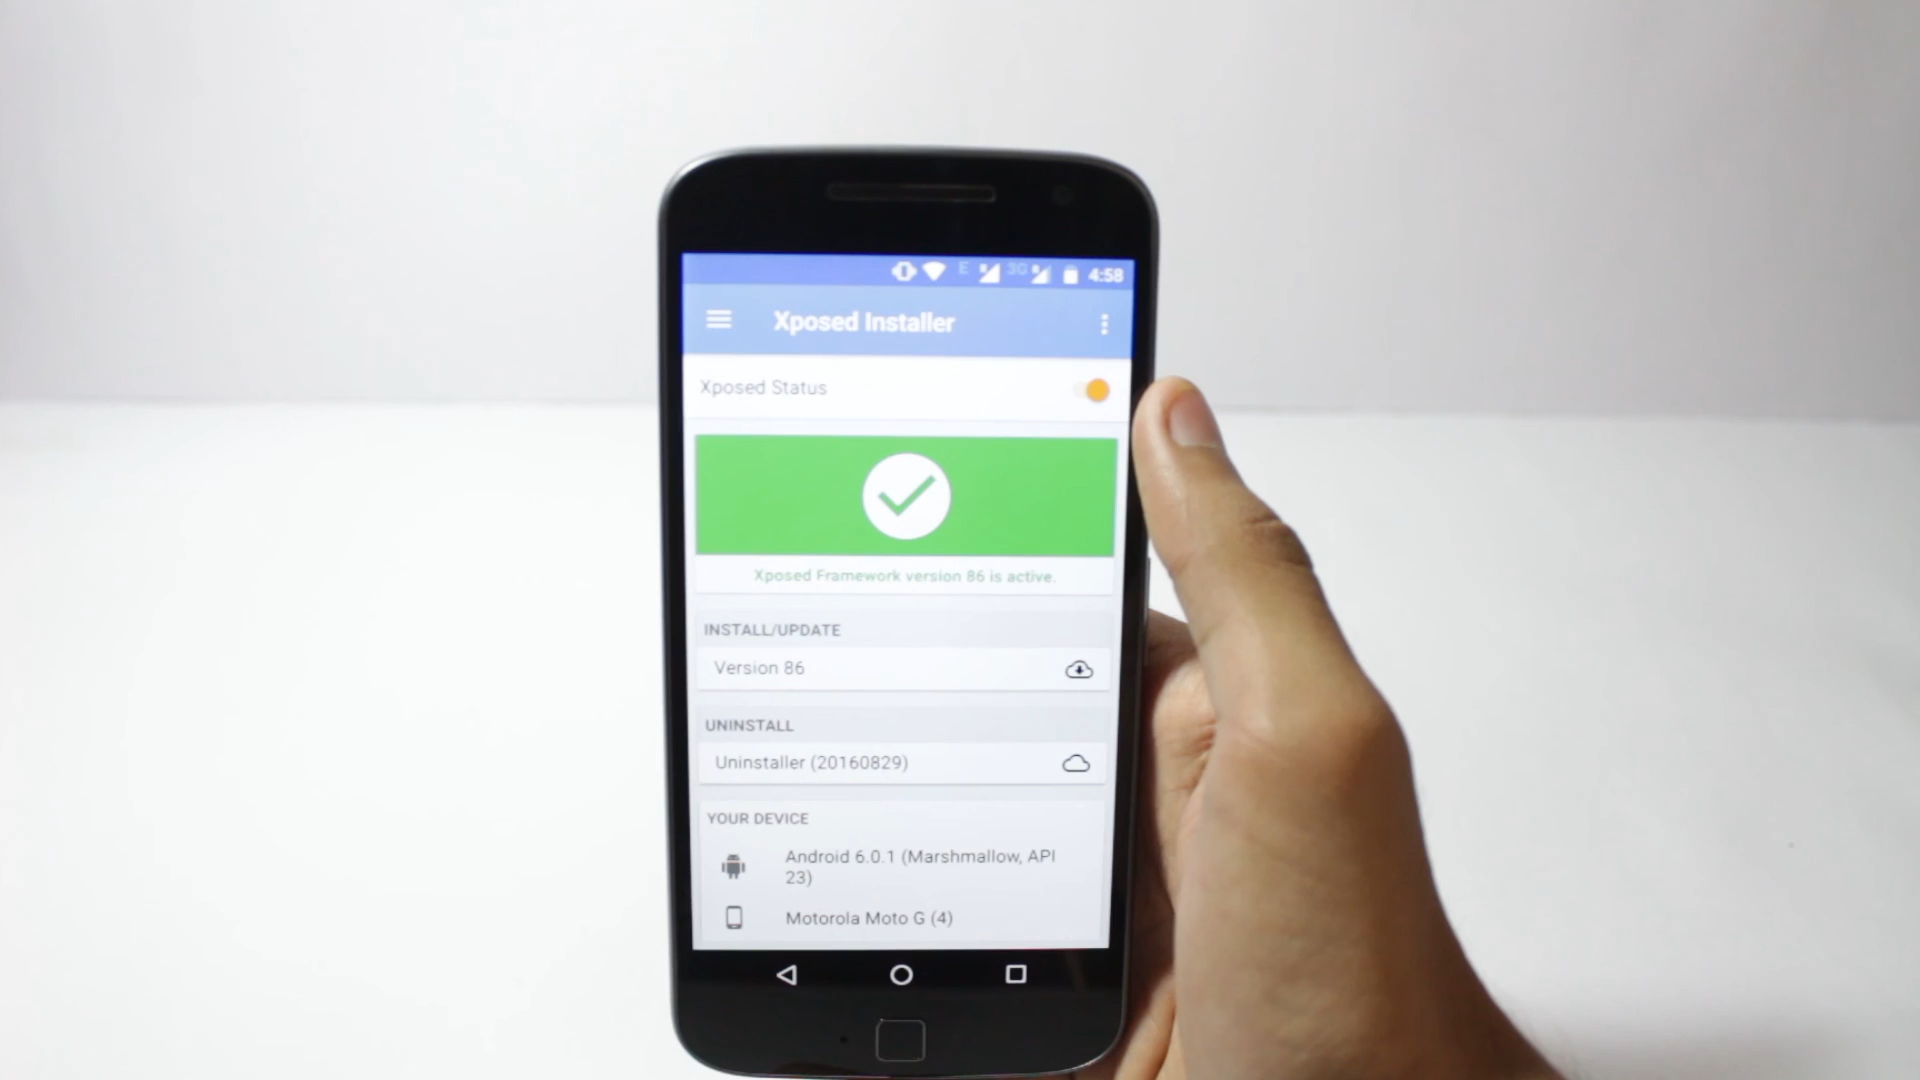 E 3G 4:58
Xposed Installer
Xposed Status
Xposed Framework version 86 is active.
INSTALL/UPDATE
Version 86
UNINSTALL
Uninstaller (20160829)
YOUR DEVICE
Android 6.0.1 (Marshmallow, API
23)
Motorola Moto G (4)